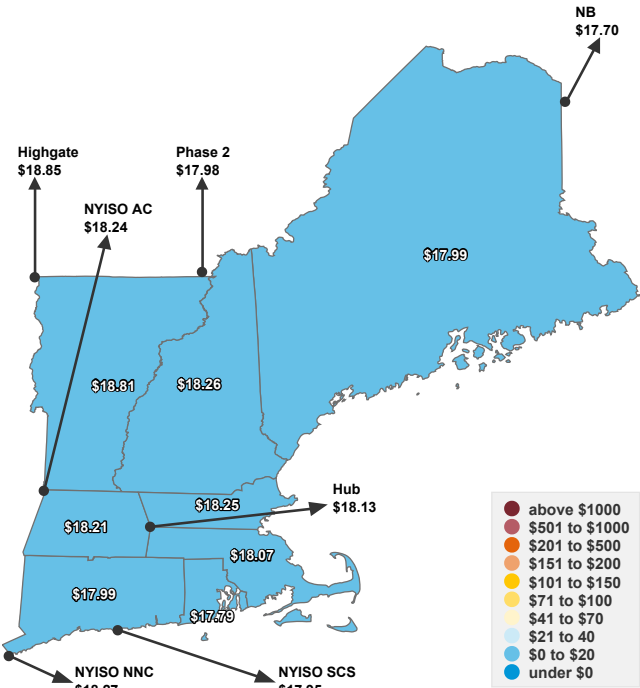 NB
$17.70
Highgate
$18.85
Phase 2
$17.98
NYISO AC
$18.24
$17.99
$18.81
$18.26
Hub
$18.13
$18.25
$18.21
$18.07
$17.99
$17.79
NYISO NNC
NYISO SCS
above $1000
$501 to $1000
$201 to $500
$151 to $200
$101 to $150
$71 to $100
$41 to $70
$21 to 40
$0 to $20
under $0